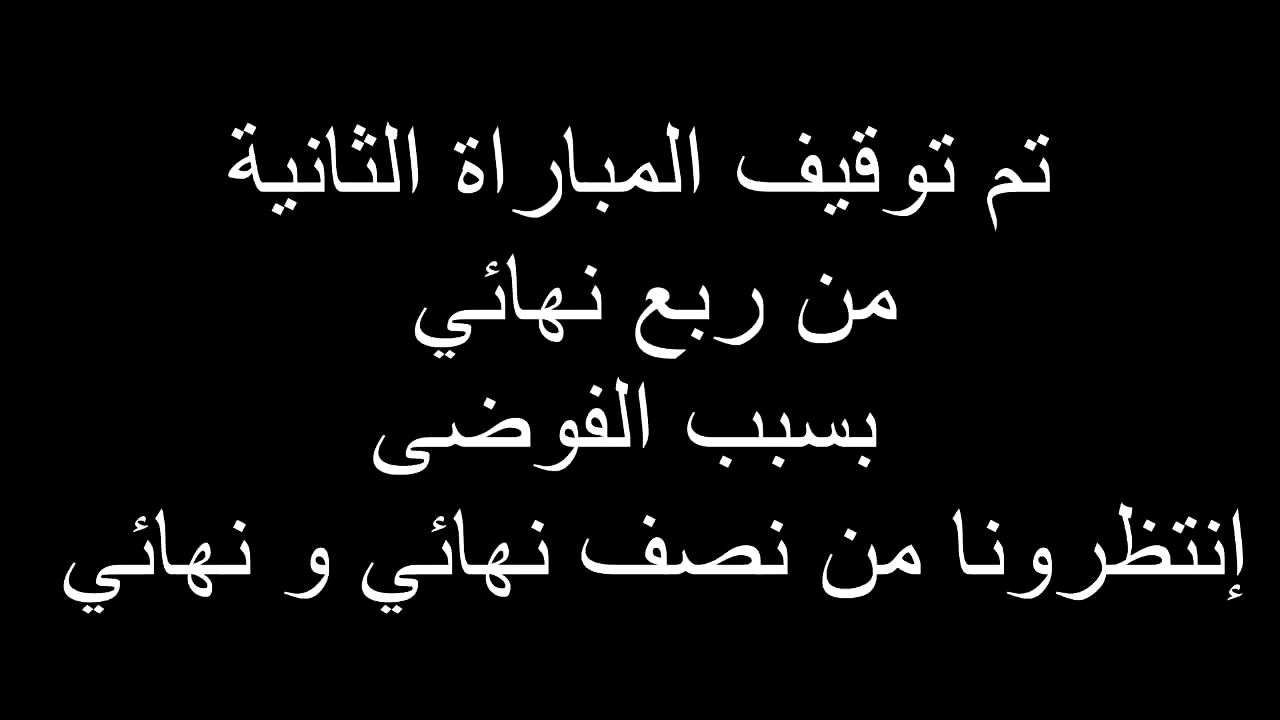 تم توقيف المباراة الثانية
من ربع نهائي
بسبب الفوضى
إنتظرونا من نصف نهائي و نهائي